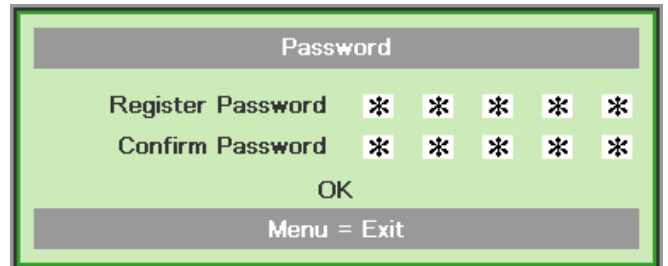 Password
Register Password * * * * *
Confirm Password * * * * *
OK
Menu = Exit